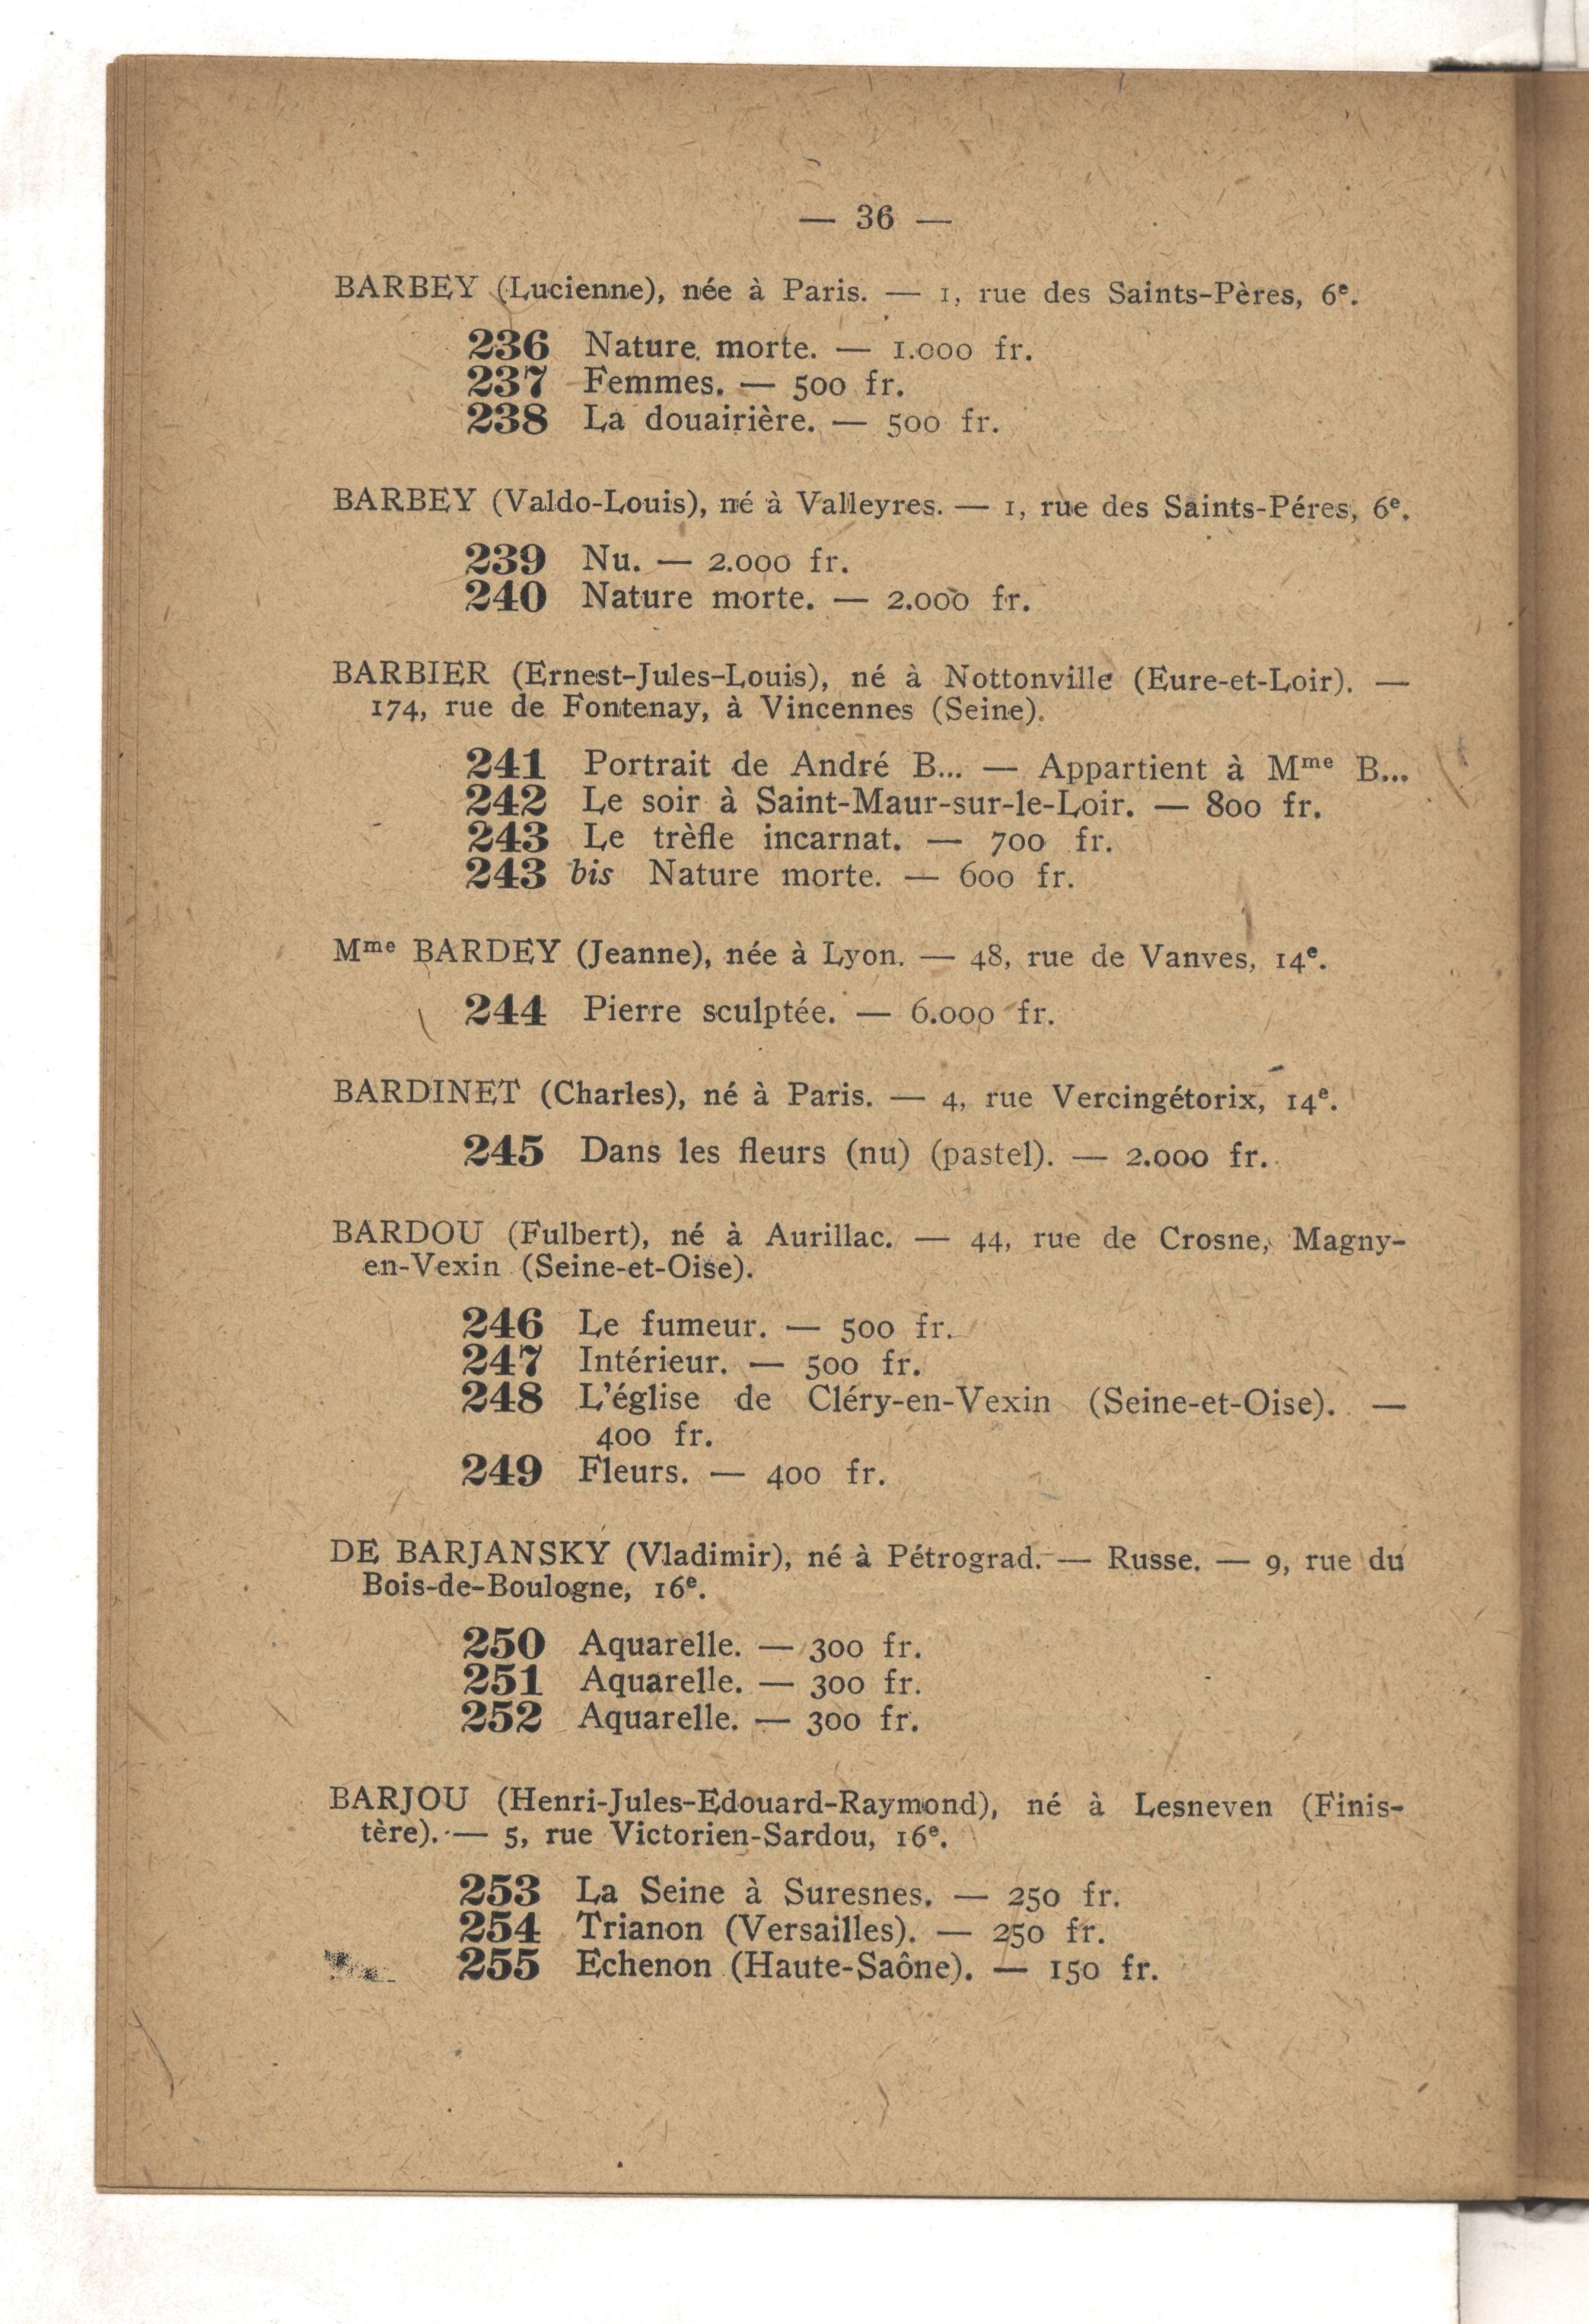 — 36 —
BARBEY (Lucienne), née à Paris. — 1, rue des Saints-Pères, 6e.
236 Nature morte. — 1.000 fr.
237 Femmes. — 500 fr.
238 La douairière. — 500 fr.
BARBEY (Valdo-Louis), né à Valleyres. — 1, rue des Saints-Péres, 6e.
239 Nu. — 2.000 fr.
240 Nature morte. — 2.000 fr.
BARBIER (Ernest-Jules-Louis), né à Nottonville (Eure-et-Loir). —
174, rue de Fontenay, à Vincennes (Seine).
241 Portrait de André B... — Appartient à Mme B...
242 Le soir à Saint-Maur-sur-le-Loir. — 800 fr.
243 Le trèfle incarnat. — 700 fr.
243 bis Nature morte. — 600 fr.
Mme BARDEY (Jeanne), née à Lyon. — 48, rue de Vanves, 14e.
244 Pierre sculptée. — 6.000 fr.
BARDINET (Charles), né à Paris. — 4, rue Vercingétorix, 14e.
245 Dans les fleurs (nu) (pastel). — 2.000 fr.
BARDOU (Fulbert), né à Aurillac. — 44, rue de Crosne, Magny-
en-Vexin (Seine-et-Oise).
246 Le fumeur. — 500 fr.
247 Intérieur. — 500 fr.
248 L'église de Cléry-en-Vexin (Seine-et-Oise). —
400 fr.
249 Fleurs. — 400 fr.
DE BARJANSKY (Vladimir), né à Pétrograd. — Russe. — 9, rue du
Bois-de-Boulogne, 16e.
250 Aquarelle. — 300 fr.
251 Aquarelle. — 300 fr.
252 Aquarelle. — 300 fr.
BARJOU (Henri-Jules-Edouard-Raymond), né à Lesneven (Finis-
tère). — 5, rue Victorien-Sardou, 16e.
253 La Seine à Suresnes. — 250 fr.
254 Trianon (Versailles). — 250 fr.
255 Echenon (Haute-Saône). — 150 fr.